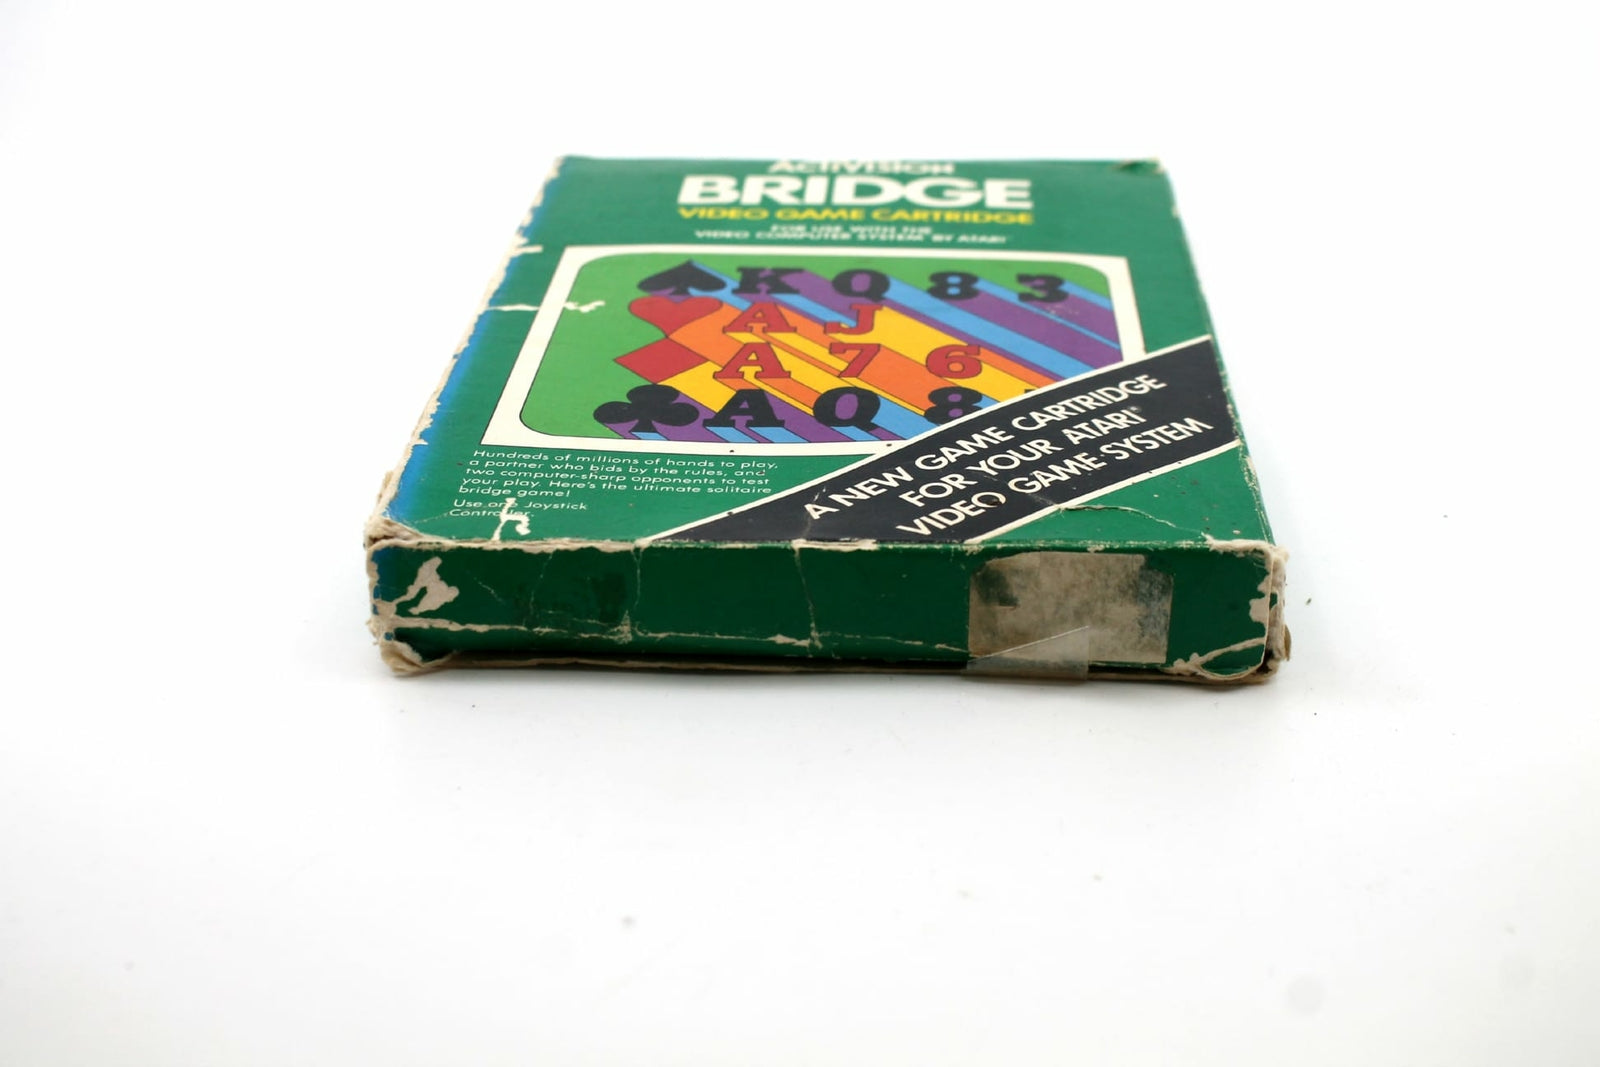 ACTIVISION
BRIDGE
VIDEO GAME CARTRIDGE
FOR USE WITH THE
VIDEO COMPUTER SYSTEM BY ATARI
♠ K Q 8 3
♥ A J
♦ A 7 6
♣ A Q 8
A NEW GAME CARTRIDGE
FOR YOUR ATARI
VIDEO GAME SYSTEM
Hundreds of millions of hands to play,
a partner who bids by the rules, and
two computer-sharp opponents to test
your play. Here's the ultimate solitaire
bridge game!
Use one Joystick
Controller.